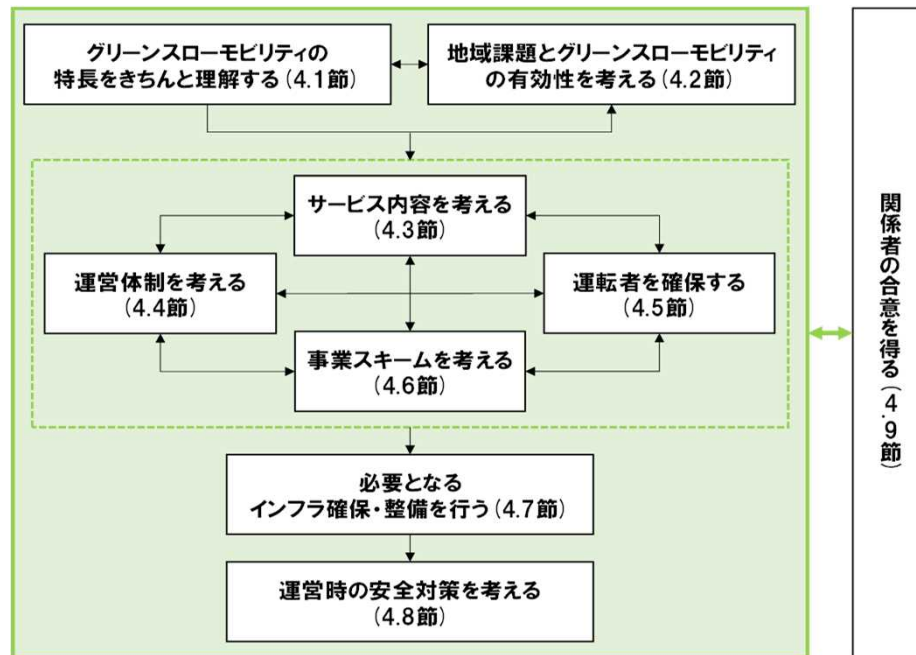 グリーンスローモビリティの
特長をきちんと理解する(4.1節)
地域課題とグリーンスローモビリティ
の有効性を考える(4.2節)
サービス内容を考える
(4.3節)
運営体制を考える
(4.4節)
運転者を確保する
(4.5節)
事業スキームを考える
(4.6節)
必要となる
インフラ確保・整備を行う(4.7節)
運営時の安全対策を考える
(4.8節)
関係者の合意を得る(4.9節)